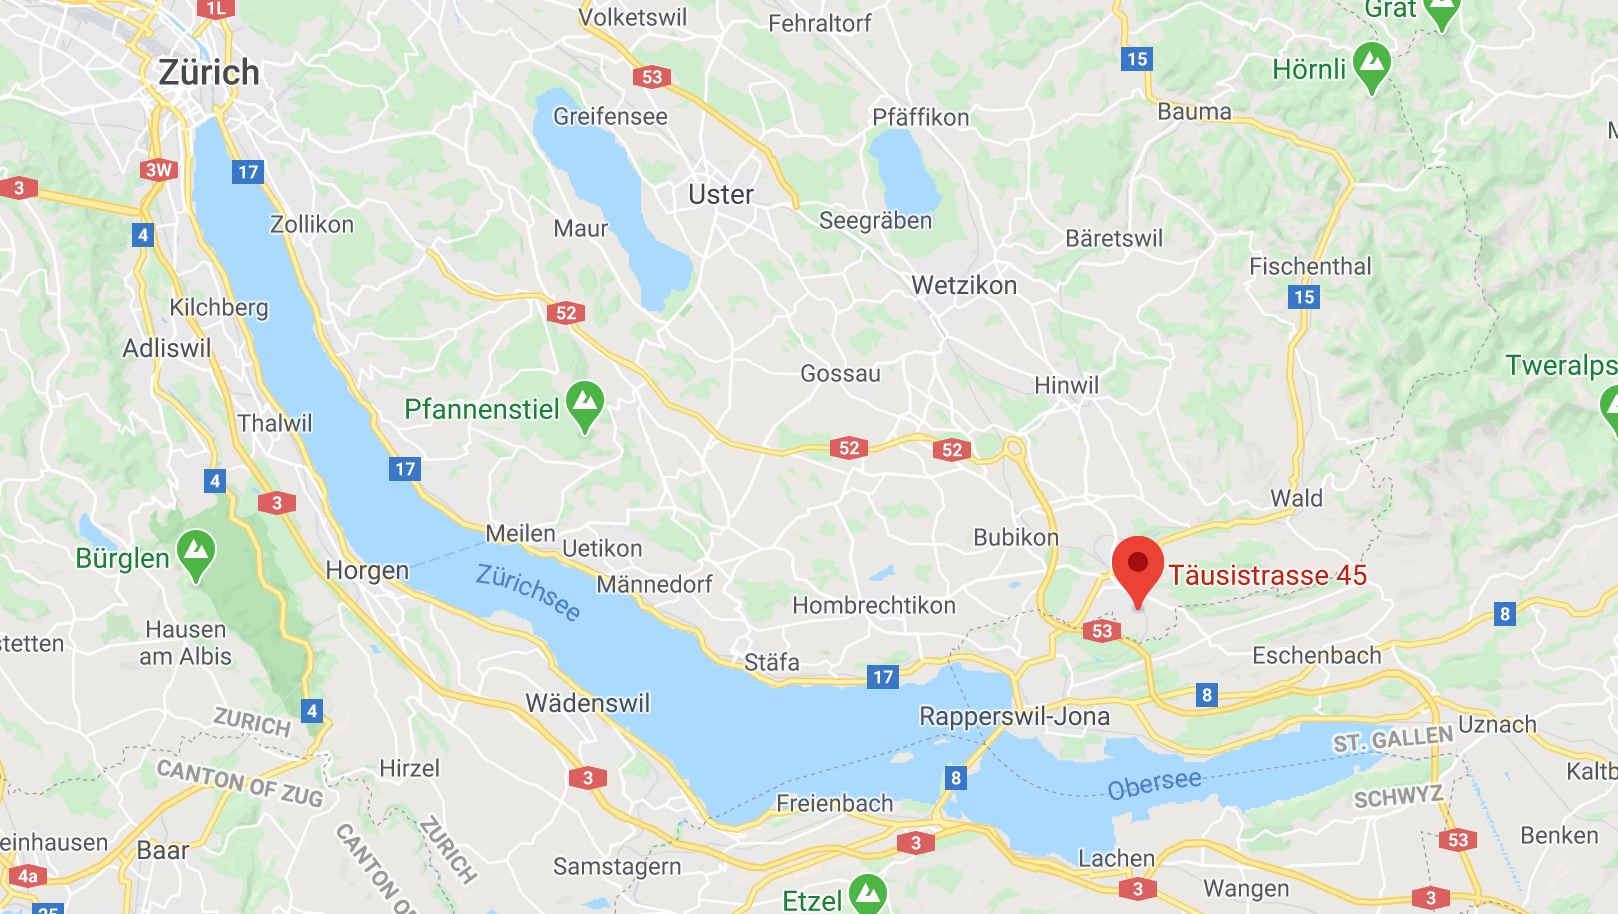 1L
Volketswil
Fehraltorf
Grat
Zürich
53
15
Hörnli
Greifensee
Pfäffikon
Bauma
3W
17
3
Uster
Zollikon
Maur
Seegräben
4
Bäretswil
Fischenthal
Wetzikon
15
Kilchberg
52
Adliswil
Tweralps
Gossau
Hinwil
Pfannenstiel
Thalwil
52
52
17
4
3
Wald
Meilen
Bubikon
Uetikon
Bürglen
Horgen
Zürichsee
Männedorf
Täusistrasse 45
Hombrechtikon
8
Hausen
am Albis
53
stetten
Stäfa
Eschenbach
17
8
Wädenswil
4
ZURICH
Rapperswil-Jona
Uznach
ST. GALLEN
Hirzel
CANTON OF ZUG
3
8
Obersee
Kaltb
Freienbach
SCHWYZ
ZURICH
einhausen
Baar
3
53
Benken
CANTON O
Samstagern
Lachen
4a
3
Wangen
3
Etzel
25